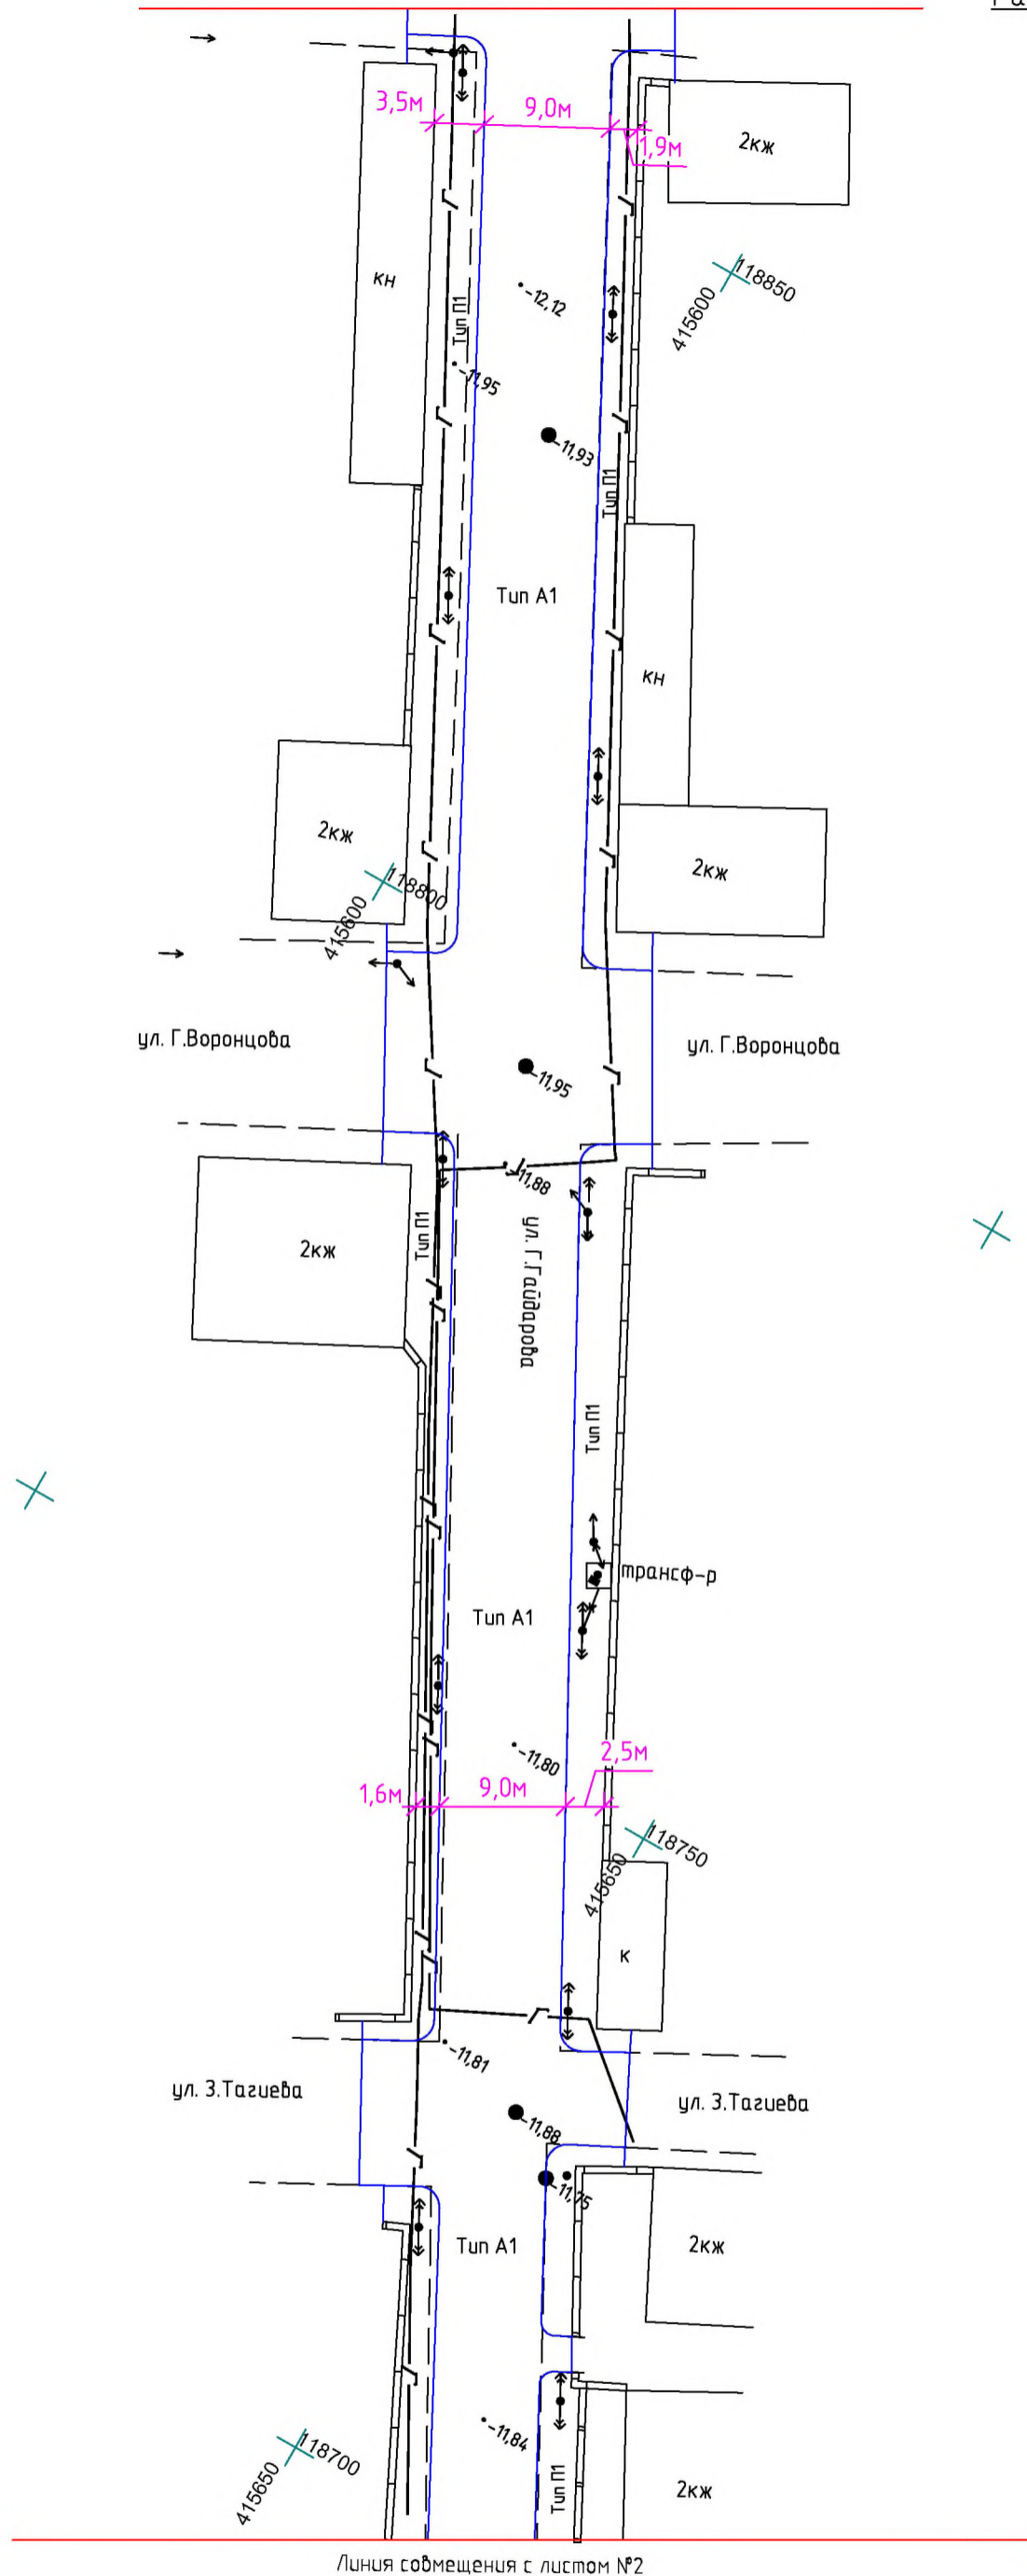 3,5м
9,0м
1,9м
2кж
кн
118850
415600
-12,12
Тип П1
-11,95
-11,93
Тип П1
Тип А1
кн
2кж
2кж
118800
415600
ул. Г.Воронцова
ул. Г.Воронцова
-11,95
-11,88
Тип П1
2кж
ул. Г.Гайдарова
Тип П1
трансф-р
Тип А1
-11,80
2,5м
1,6м
9,0м
118750
415650
к
-11,81
ул. З.Тагиева
ул. З.Тагиева
-11,88
-11,75
Тип А1
2кж
-11,84
118700
415650
Тип П1
2кж
Линия совмещения с листом №2